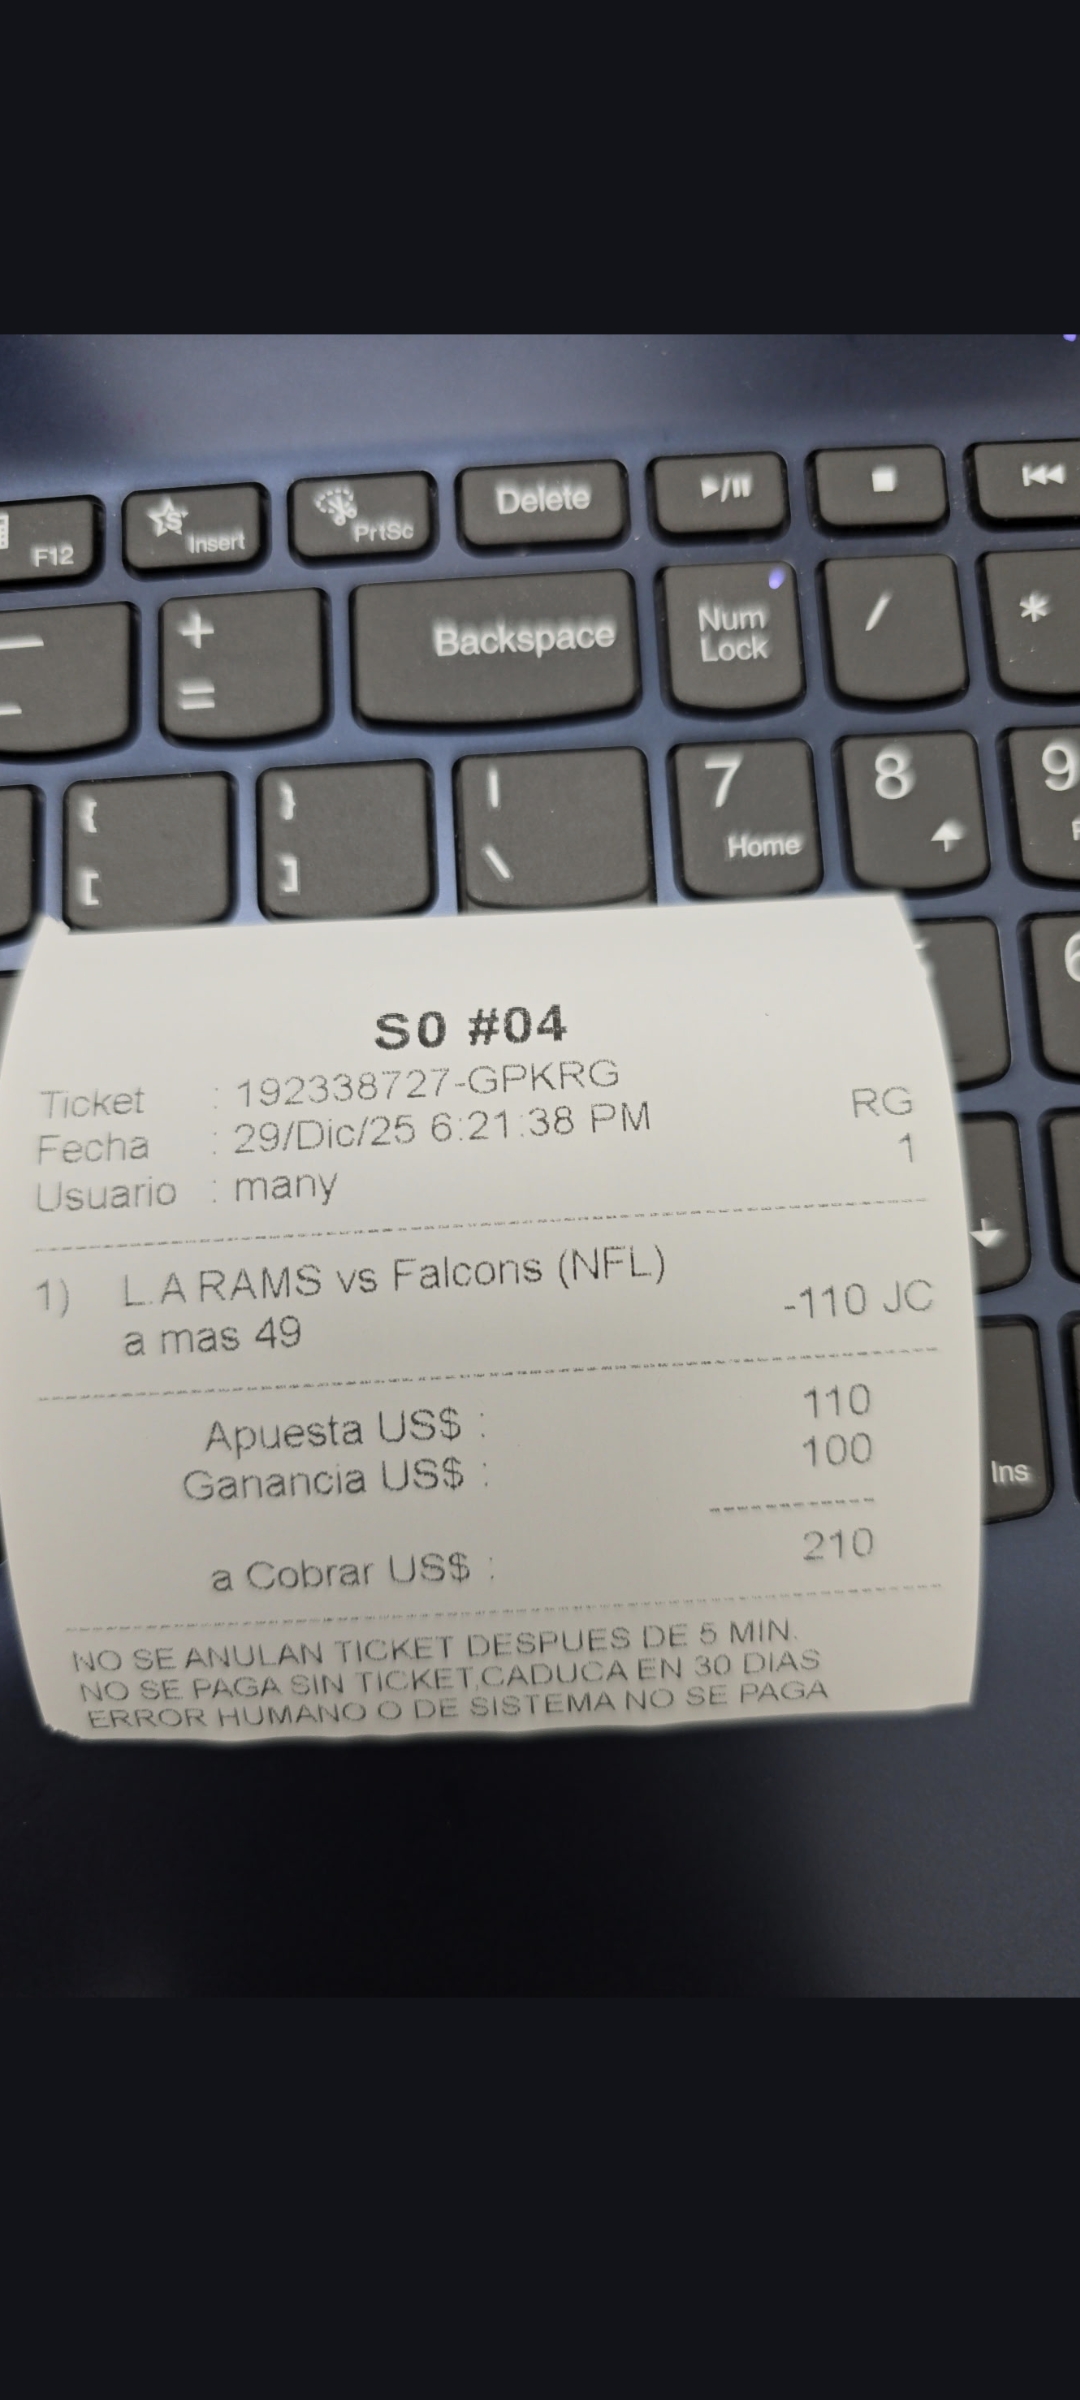 F12
Insert
PrtSc
Delete
+
=
Backspace
Num
Lock
/
*
{
[
}
]
|
\
7
Home
8
9
6
S0 #04
Ticket : 192338727-GPKRG
Fecha : 29/Dic/25 6:21:38 PM RG
Usuario : many 1
1) L.A RAMS vs Falcons (NFL)
a mas 49 -110 JC
Apuesta US$ : 110
Ganancia US$ : 100
a Cobrar US$ : 210
Ins
NO SE ANULAN TICKET DESPUES DE 5 MIN.
NO SE PAGA SIN TICKET,CADUCA EN 30 DIAS
ERROR HUMANO O DE SISTEMA NO SE PAGA